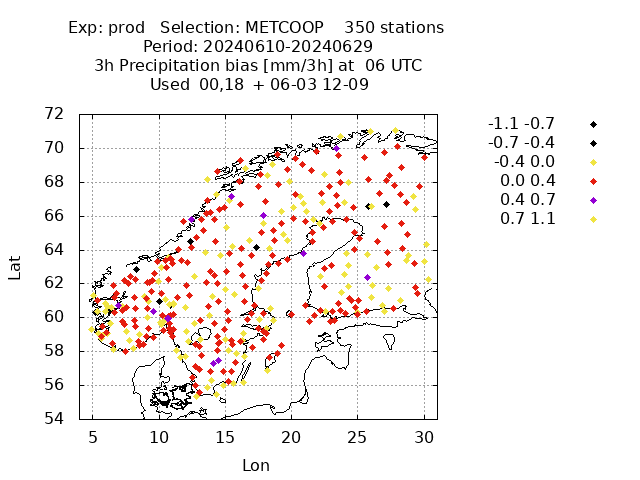 Exp: prod   Selection: METCOOP    350 stations
Period: 20240610-20240629
3h Precipitation bias [mm/3h] at  06 UTC
Used  00,18  + 06-03 12-09
-1.1 -0.7
-0.7 -0.4
-0.4 0.0
0.0 0.4
0.4 0.7
0.7 1.1
72
70
68
66
64
62
60
58
56
54
Lat
5 10 15 20 25 30
Lon